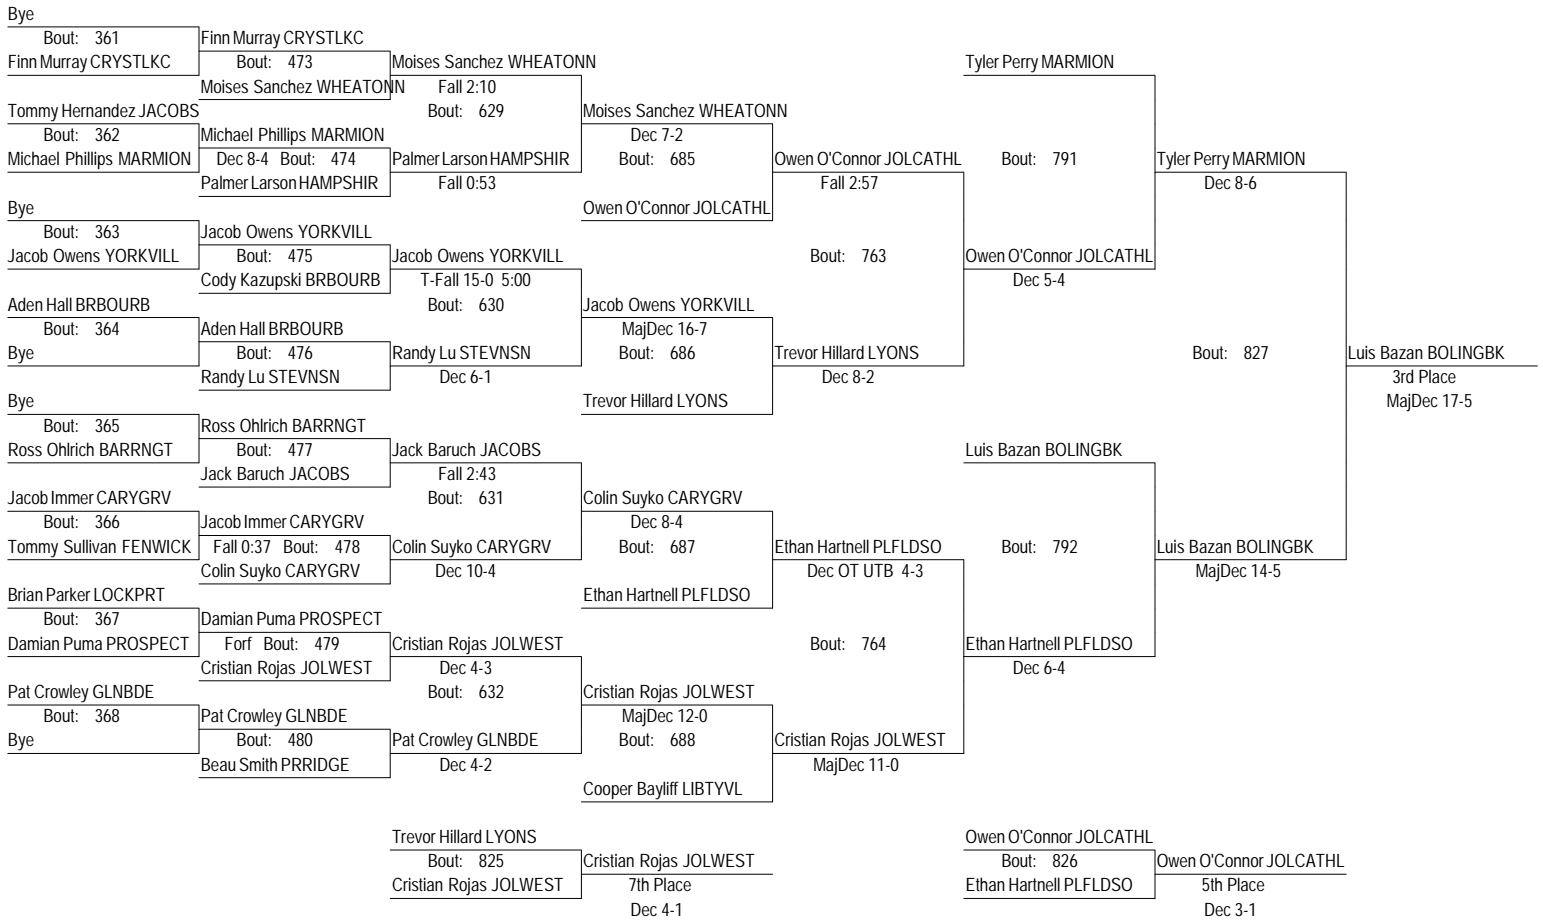 Bye
Bout: 361
Finn Murray CRYSTLKC
Finn Murray CRYSTLKC
Bout: 473
Moises Sanchez WHEATONN
Moises Sanchez WHEATONN
Fall 2:10
Bout: 629
Tommy Hernandez JACOBS
Bout: 362
Michael Phillips MARMION
Michael Phillips MARMION
Dec 8-4 Bout: 474
Palmer Larson HAMPSHIR
Palmer Larson HAMPSHIR
Fall 0:53
Moises Sanchez WHEATONN
Dec 7-2
Bout: 685
Owen O'Connor JOLCATHL
Owen O'Connor JOLCATHL
Fall 2:57
Bye
Bout: 363
Jacob Owens YORKVILL
Jacob Owens YORKVILL
Bout: 475
Cody Kazupski BRBOURB
Jacob Owens YORKVILL
T-Fall 15-0 5:00
Bout: 630
Aden Hall BRBOURB
Bout: 364
Bye
Aden Hall BRBOURB
Bout: 476
Randy Lu STEVNSN
Randy Lu STEVNSN
Dec 6-1
Jacob Owens YORKVILL
MajDec 16-7
Bout: 686
Trevor Hillard LYONS
Trevor Hillard LYONS
Dec 8-2
Bout: 763
Owen O'Connor JOLCATHL
Dec 5-4
Tyler Perry MARMION
Bout: 791
Tyler Perry MARMION
Dec 8-6
Bye
Bout: 365
Ross Ohlrich BARRNGT
Ross Ohlrich BARRNGT
Bout: 477
Jack Baruch JACOBS
Jack Baruch JACOBS
Fall 2:43
Bout: 631
Jacob Immer CARYGRV
Bout: 366
Tommy Sullivan FENWICK
Jacob Immer CARYGRV
Fall 0:37 Bout: 478
Colin Suyko CARYGRV
Colin Suyko CARYGRV
Dec 10-4
Colin Suyko CARYGRV
Dec 8-4
Bout: 687
Ethan Hartnell PLFLDSO
Ethan Hartnell PLFLDSO
Dec OT UTB 4-3
Brian Parker LOCKPRT
Bout: 367
Damian Puma PROSPECT
Damian Puma PROSPECT
Forf Bout: 479
Cristian Rojas JOLWEST
Cristian Rojas JOLWEST
Dec 4-3
Bout: 632
Pat Crowley GLNBDE
Bout: 368
Bye
Pat Crowley GLNBDE
Bout: 480
Beau Smith PRRIDGE
Pat Crowley GLNBDE
Dec 4-2
Cristian Rojas JOLWEST
MajDec 12-0
Bout: 688
Cooper Bayliff LIBTYVL
Cristian Rojas JOLWEST
MajDec 11-0
Bout: 764
Ethan Hartnell PLFLDSO
Dec 6-4
Luis Bazan BOLINGBK
Bout: 792
Luis Bazan BOLINGBK
MajDec 14-5
Bout: 827
Luis Bazan BOLINGBK
3rd Place
MajDec 17-5
Trevor Hillard LYONS
Bout: 825
Cristian Rojas JOLWEST
Cristian Rojas JOLWEST
7th Place
Dec 4-1
Owen O'Connor JOLCATHL
Bout: 826
Ethan Hartnell PLFLDSO
Owen O'Connor JOLCATHL
5th Place
Dec 3-1